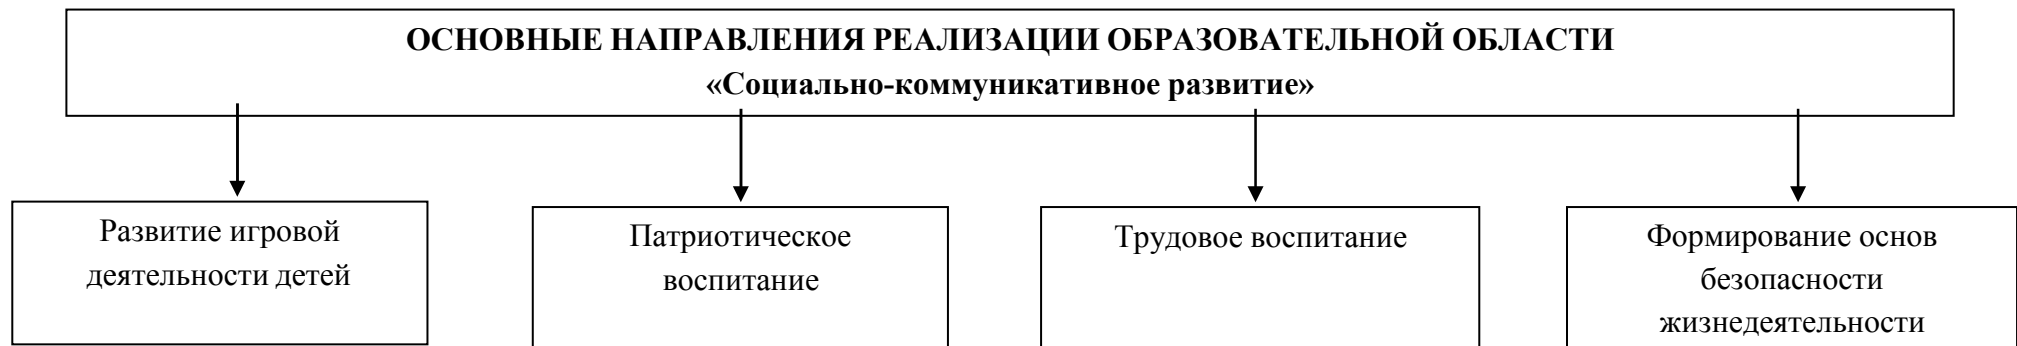 ОСНОВНЫЕ НАПРАВЛЕНИЯ РЕАЛИЗАЦИИ ОБРАЗОВАТЕЛЬНОЙ ОБЛАСТИ
«Социально-коммуникативное развитие»
Развитие игровой
деятельности детей
Патриотическое
воспитание
Трудовое воспитание
Формирование основ
безопасности
жизнедеятельности